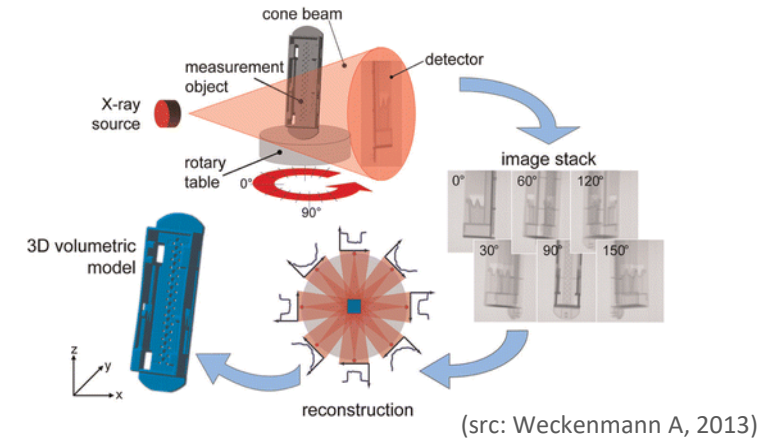 cone beam
detector
measurement
object
X-ray
source
rotary
table
0°
90°
image stack
0°
60°
120°
30°
90°
150°
3D volumetric
model
z
y
x
reconstruction
(src: Weckenmann A, 2013)